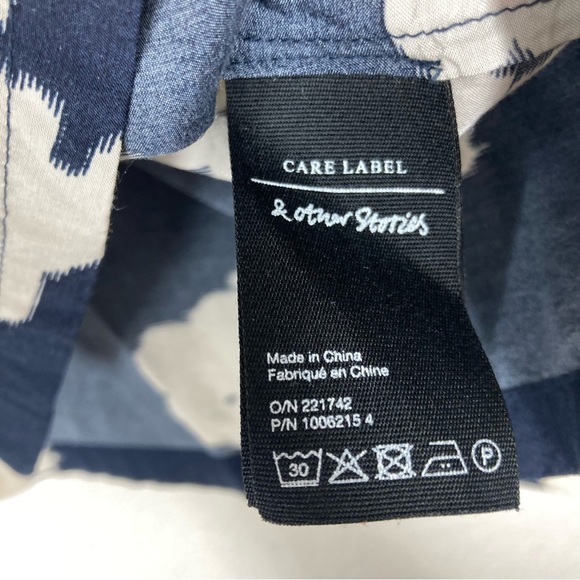 CARE LABEL
& other Stories
Made in China
Fabriqué en Chine
O/N 221742
P/N 1006215 4
30 P